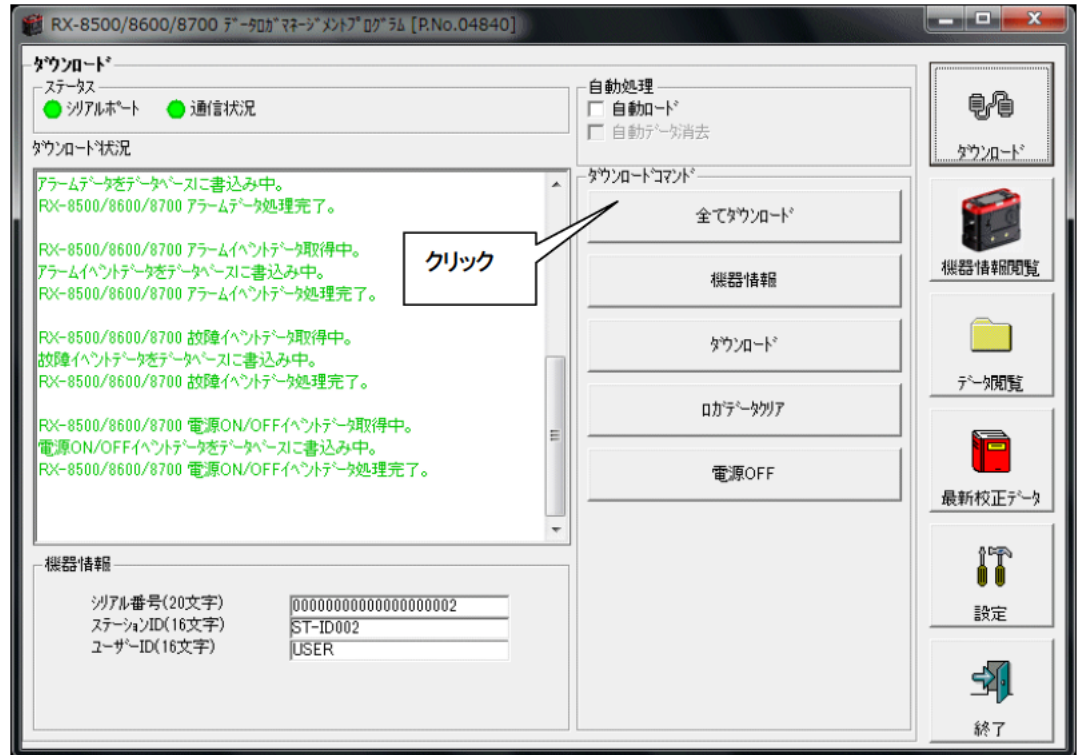 RX-8500/8600/8700 ﾃﾞｰﾀﾛｶﾞﾏﾈｰｼﾞﾒﾝﾄﾌﾟﾛｸﾞﾗﾑ [P.No.04840]
ﾀﾞｳﾝﾛｰﾄﾞ
ｽﾃｰﾀｽ
ｼﾘｱﾙﾎﾟｰﾄ 通信状況
ﾀﾞｳﾝﾛｰﾄﾞ状況
ｱﾗｰﾑﾃﾞｰﾀをﾃﾞｰﾀﾍﾞｰｽに書込み中。
RX-8500/8600/8700 ｱﾗｰﾑﾃﾞｰﾀ処理完了。
RX-8500/8600/8700 ｱﾗｰﾑｲﾍﾞﾝﾄﾃﾞｰﾀ取得中。
ｱﾗｰﾑｲﾍﾞﾝﾄﾃﾞｰﾀをﾃﾞｰﾀﾍﾞｰｽに書込み中。
RX-8500/8600/8700 ｱﾗｰﾑｲﾍﾞﾝﾄﾃﾞｰﾀ処理完了。
RX-8500/8600/8700 故障ｲﾍﾞﾝﾄﾃﾞｰﾀ取得中。
故障ｲﾍﾞﾝﾄﾃﾞｰﾀをﾃﾞｰﾀﾍﾞｰｽに書込み中。
RX-8500/8600/8700 故障ｲﾍﾞﾝﾄﾃﾞｰﾀ処理完了。
RX-8500/8600/8700 電源ON/OFFｲﾍﾞﾝﾄﾃﾞｰﾀ取得中。
電源ON/OFFｲﾍﾞﾝﾄﾃﾞｰﾀをﾃﾞｰﾀﾍﾞｰｽに書込み中。
RX-8500/8600/8700 電源ON/OFFｲﾍﾞﾝﾄﾃﾞｰﾀ処理完了。
クリック
機器情報
ｼﾘｱﾙ番号(20文字) 00000000000000000002
ｽﾃｰｼｮﾝID(16文字) ST-ID002
ﾕｰｻﾞｰID(16文字) USER
自動処理
自動ﾛｰﾄﾞ
自動ﾃﾞｰﾀ消去
ﾀﾞｳﾝﾛｰﾄﾞｺﾏﾝﾄﾞ
全てﾀﾞｳﾝﾛｰﾄﾞ
機器情報
ﾀﾞｳﾝﾛｰﾄﾞ
ﾛｶﾞﾃﾞｰﾀｸﾘｱ
電源OFF
ﾀﾞｳﾝﾛｰﾄﾞ
機器情報閲覧
ﾃﾞｰﾀ閲覧
最新校正ﾃﾞｰﾀ
設定
終了